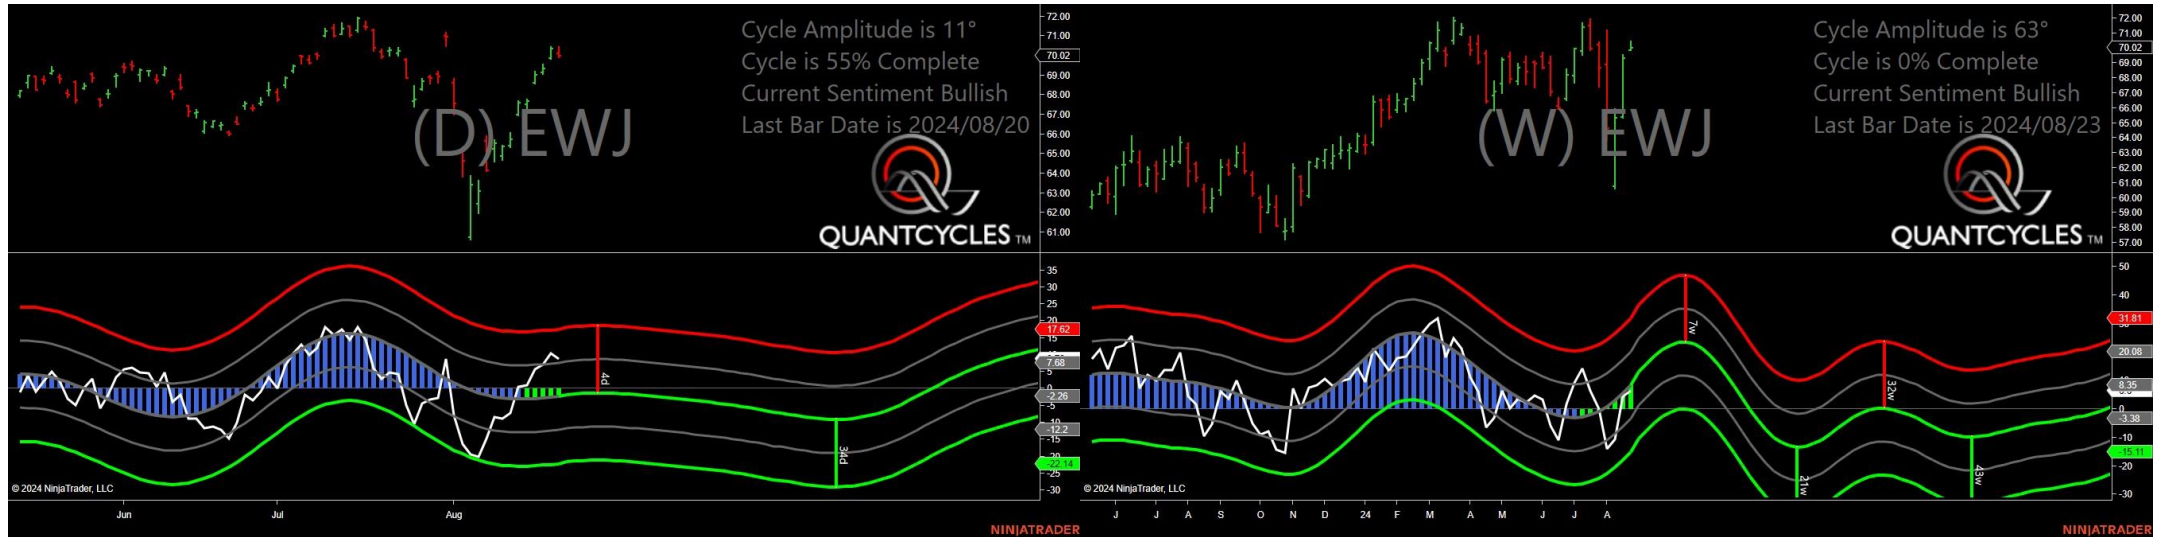 Cycle Amplitude is 11°
Cycle is 55% Complete
Current Sentiment Bullish
Last Bar Date is 2024/08/20
(D) EWJ
QUANTCYCLES TM
72.00
71.00
70.02
69.00
68.00
67.00
66.00
65.00
64.00
63.00
62.00
61.00
35
30
25
20
17.62
7.68
5
0
-2.26
-5
-12.2
-15
-20
-22.14
-25
-30
4d
34d
© 2024 NinjaTrader, LLC
Jun
Jul
Aug
NINJATRADER
Cycle Amplitude is 63°
Cycle is 0% Complete
Current Sentiment Bullish
Last Bar Date is 2024/08/23
(W) EWJ
QUANTCYCLES TM
72.00
71.00
70.02
69.00
68.00
67.00
66.00
65.00
64.00
63.00
62.00
61.00
60.00
59.00
58.00
57.00
50
40
31.81
20.08
8.35
0
-3.38
-10
-15.11
-20
-30
7w
32w
21w
43w
© 2024 NinjaTrader, LLC
J J A S O N D 24 F M A M J J A
NINJATRADER